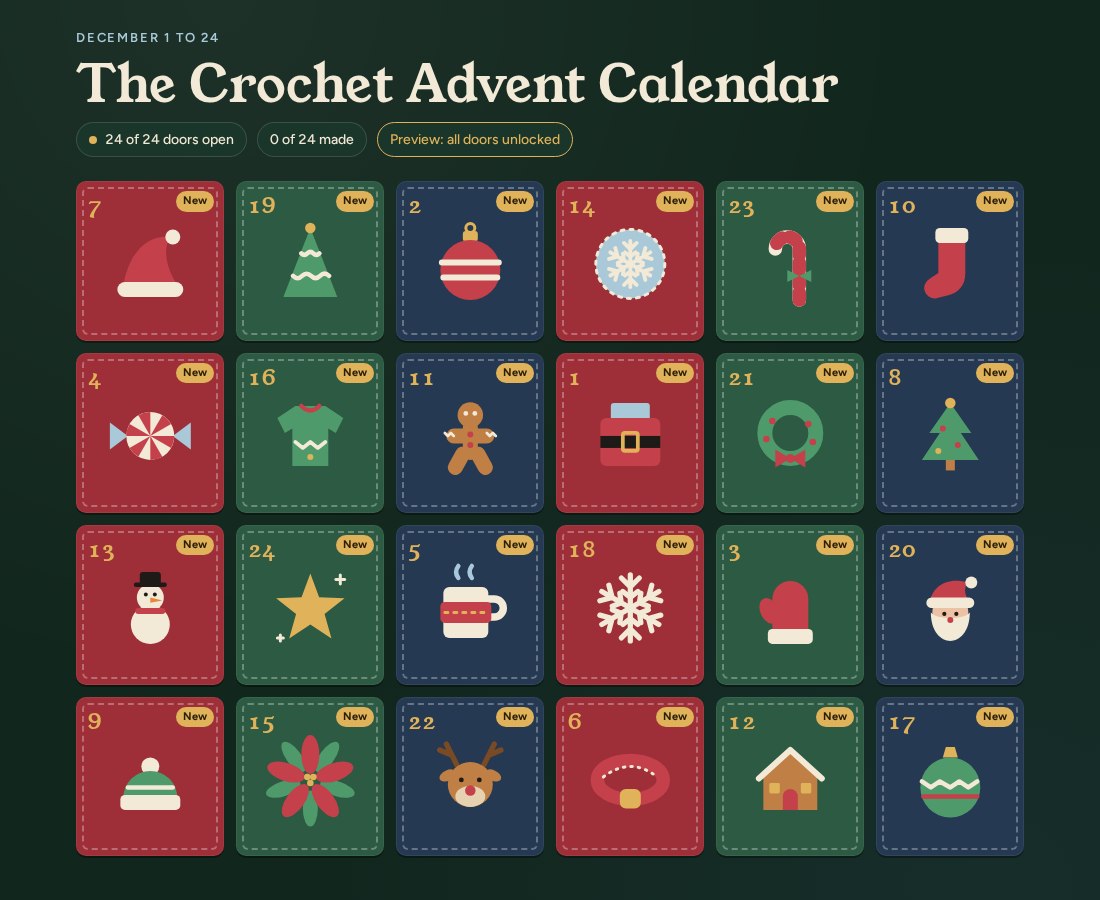 DECEMBER 1 TO 24
The Crochet Advent Calendar
24 of 24 doors open 0 of 24 made Preview: all doors unlocked
7 New 19 New 2 New 14 New 23 New 10 New
4 New 16 New 11 New 1 New 21 New 8 New
13 New 24 New 5 New 18 New 3 New 20 New
9 New 15 New 22 New 6 New 12 New 17 New